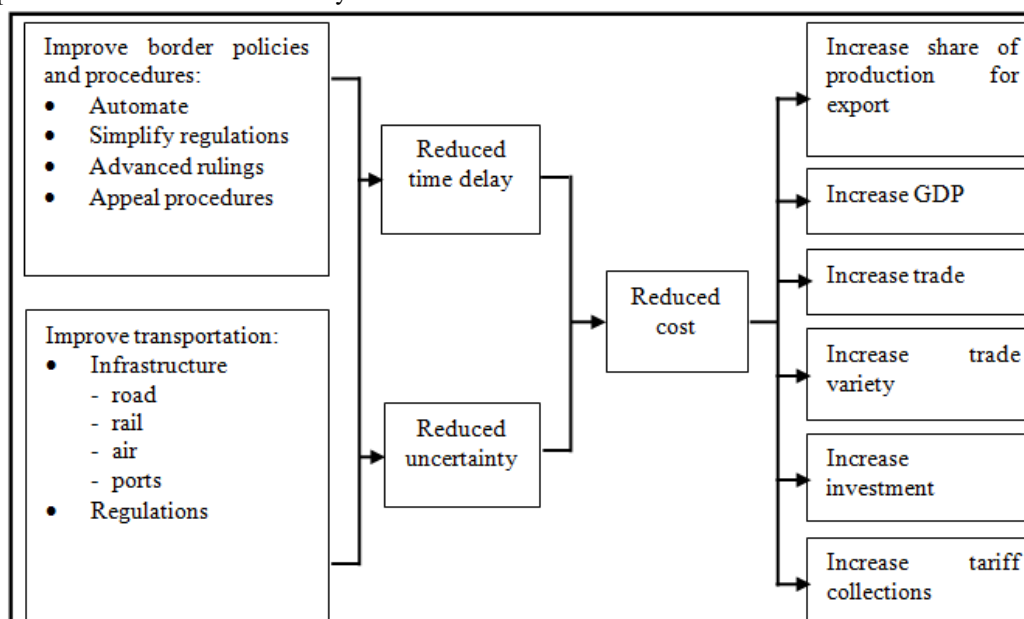 Improve border policies
and procedures:
• Automate
• Simplify regulations
• Advanced rulings
• Appeal procedures
Improve transportation:
• Infrastructure
- road
- rail
- air
- ports
• Regulations
Reduced
time delay
Reduced
uncertainty
Reduced
cost
Increase share of
production for
export
Increase GDP
Increase trade
Increase trade
variety
Increase
investment
Increase tariff
collections